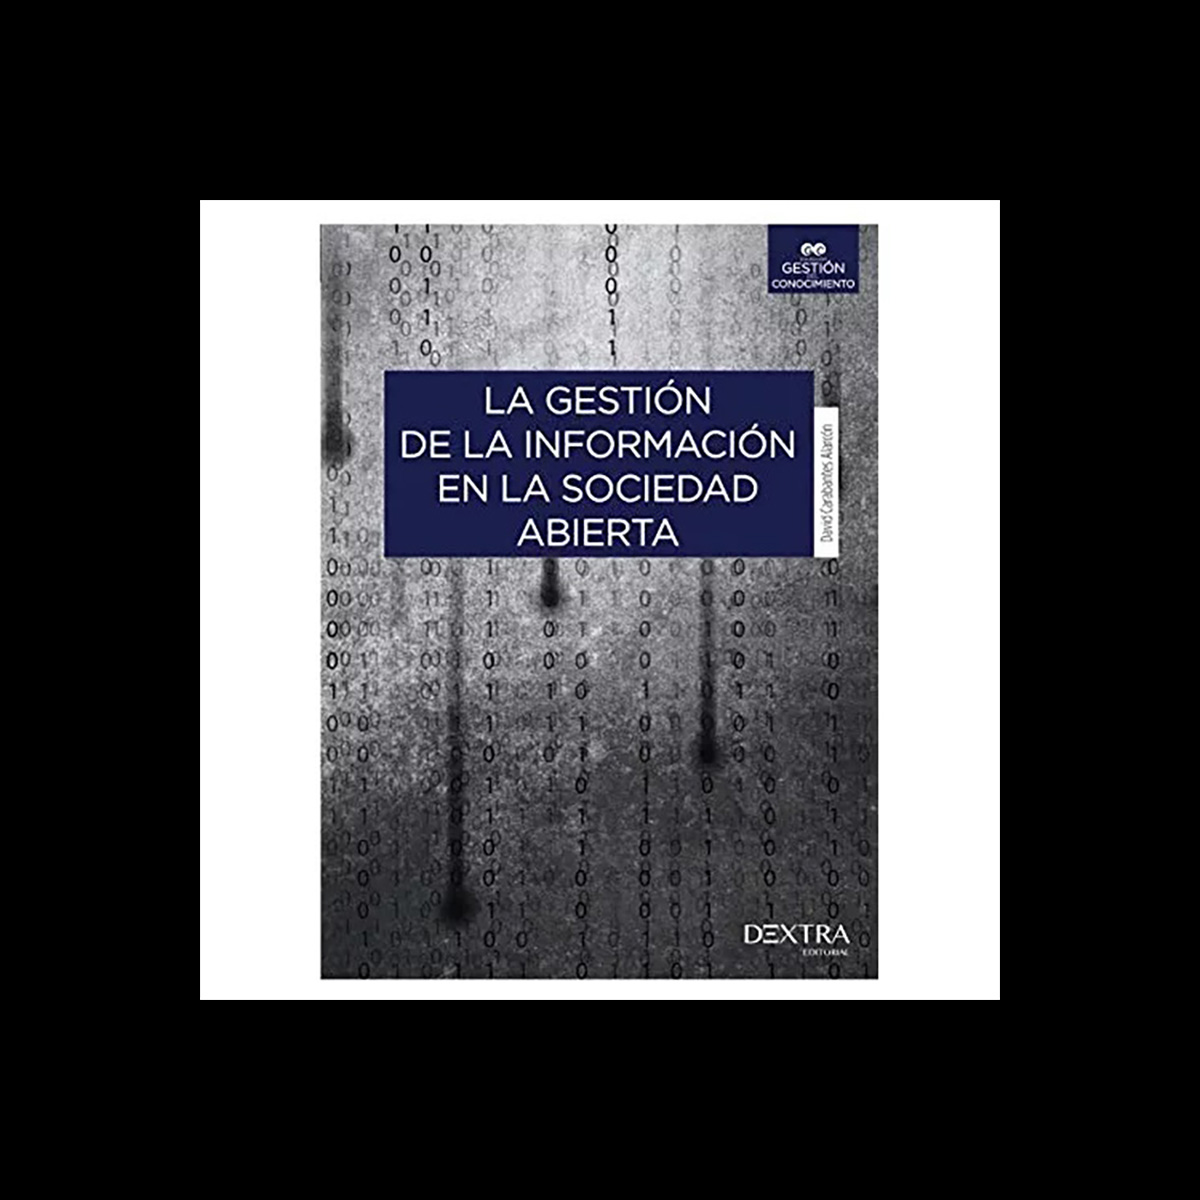 GESTIÓN
CONOCIMIENTO
LA GESTIÓN
DE LA INFORMACIÓN
EN LA SOCIEDAD
ABIERTA
David Carabantes Alarcón
DEXTRA
EDITORIAL